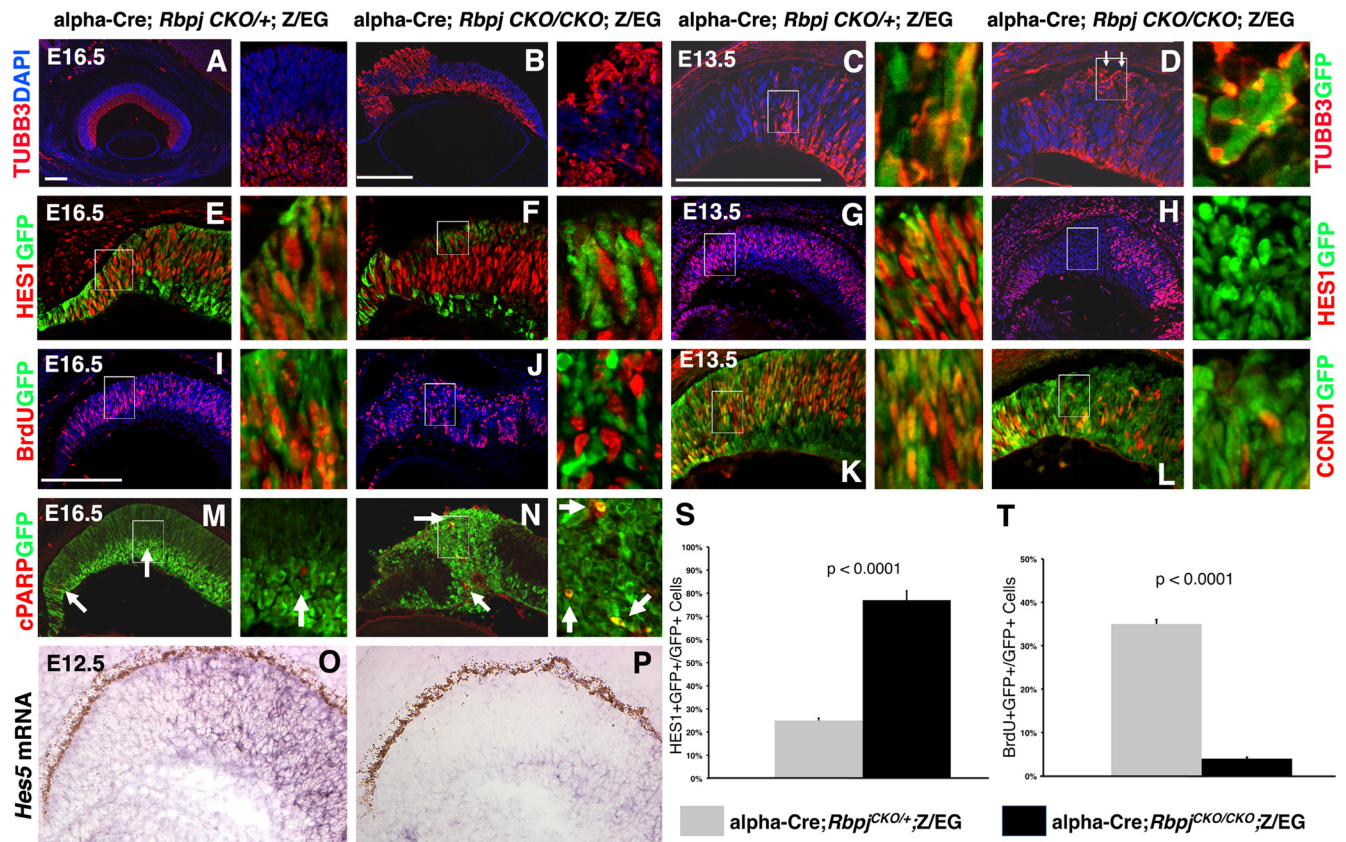 alpha-Cre; Rbpj CKO/+; Z/EG
alpha-Cre; Rbpj CKO/CKO; Z/EG
alpha-Cre; Rbpj CKO/+; Z/EG
alpha-Cre; Rbpj CKO/CKO; Z/EG
TUBB3DAPI
E16.5
A
B
E13.5
C
D
TUBB3GFP
HES1GFP
E16.5
E
F
E13.5
G
H
HES1GFP
BrdUGFP
E16.5
I
J
E13.5
K
L
CCND1GFP
cPARPGFP
E16.5
M
N
Hes5 mRNA
E12.5
O
P
S
HES1+GFP+/GFP+ Cells
100%
90%
80%
70%
60%
50%
40%
30%
20%
10%
0%
p < 0.0001
T
BrdU+GFP+/GFP+ Cells
50%
40%
30%
20%
10%
0%
p < 0.0001
alpha-Cre;RbpjCKO/+;Z/EG
alpha-Cre;RbpjCKO/CKO;Z/EG